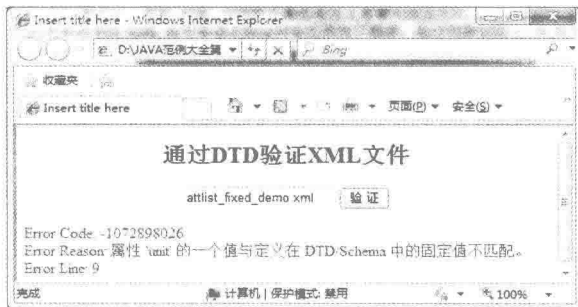 Insert title here - Windows Internet Explorer
D:\JAVA范例大全篇
Bing
收藏夹
Insert title here
页面(P)
安全(S)
通过DTD验证XML文件
attlist_fixed_demo xml
验 证
Error Code: -1072898026
Error Reason: 属性 'unit' 的一个值与定义在 DTD/Schema 中的固定值不匹配。
Error Line: 9
完成
计算机 | 保护模式: 禁用
100%